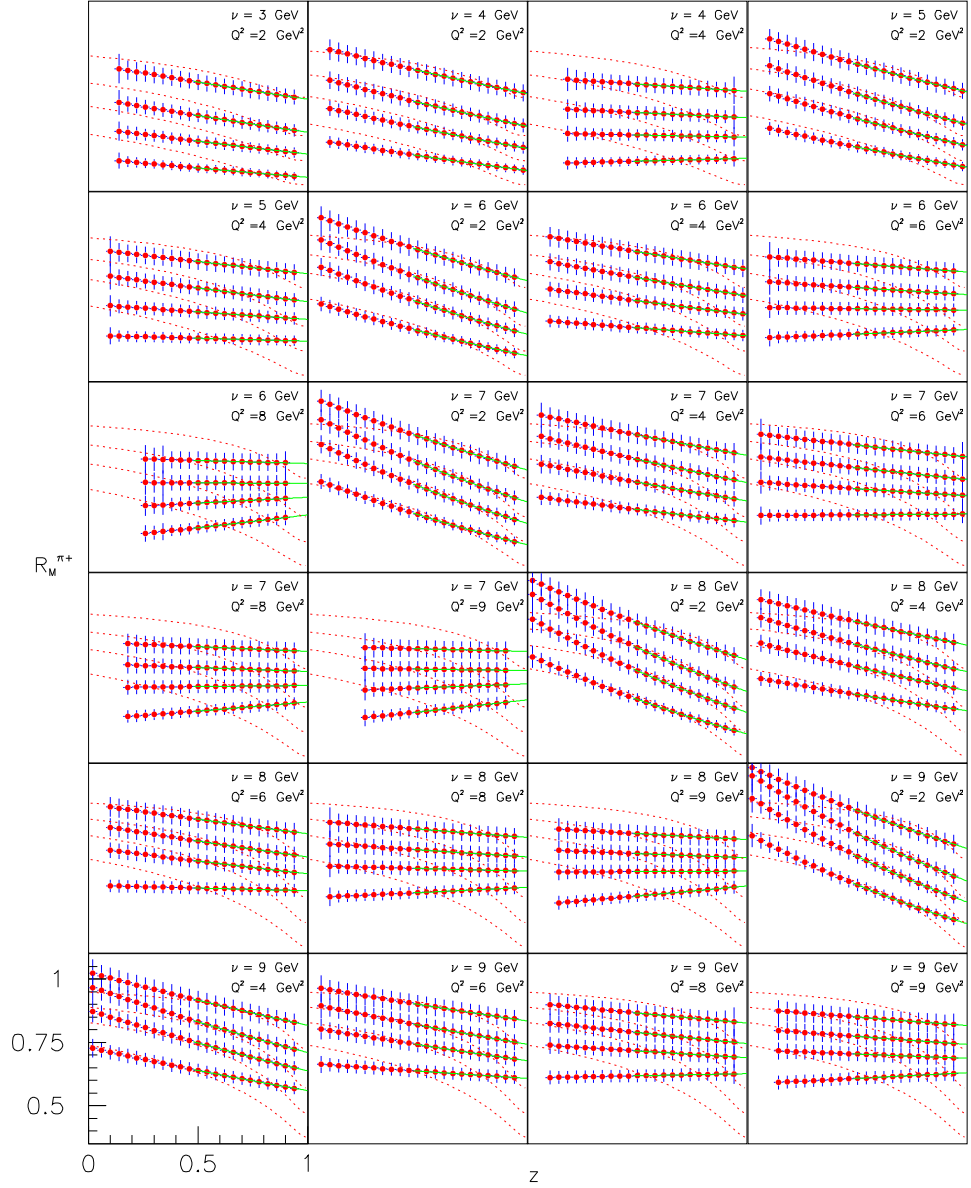 ν = 3 GeV
Q² =2 GeV²
ν = 4 GeV
Q² =2 GeV²
ν = 4 GeV
Q² =4 GeV²
ν = 5 GeV
Q² =2 GeV²
ν = 5 GeV
Q² =4 GeV²
ν = 6 GeV
Q² =2 GeV²
ν = 6 GeV
Q² =4 GeV²
ν = 6 GeV
Q² =6 GeV²
ν = 6 GeV
Q² =8 GeV²
ν = 7 GeV
Q² =2 GeV²
ν = 7 GeV
Q² =4 GeV²
ν = 7 GeV
Q² =6 GeV²
R_M^π+
ν = 7 GeV
Q² =8 GeV²
ν = 7 GeV
Q² =9 GeV²
ν = 8 GeV
Q² =2 GeV²
ν = 8 GeV
Q² =4 GeV²
ν = 8 GeV
Q² =6 GeV²
ν = 8 GeV
Q² =8 GeV²
ν = 8 GeV
Q² =9 GeV²
ν = 9 GeV
Q² =2 GeV²
ν = 9 GeV
Q² =4 GeV²
ν = 9 GeV
Q² =6 GeV²
ν = 9 GeV
Q² =8 GeV²
ν = 9 GeV
Q² =9 GeV²
1
0.75
0.5
0 0.5 1
z